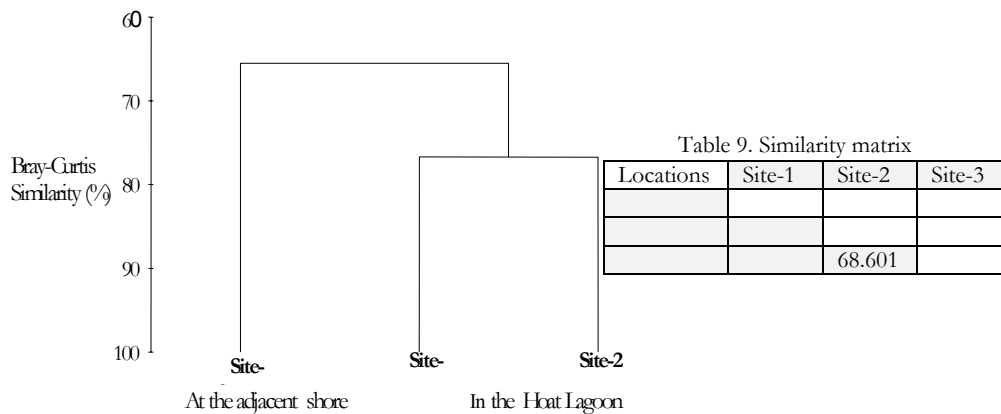 60
70
Bray-Curtis
Similarity (%)
80
90
100
Site-
Site-
Site-2
At the adjacent shore
In the Hoat Lagoon
Table 9. Similarity matrix
Locations Site-1 Site-2 Site-3
68.601